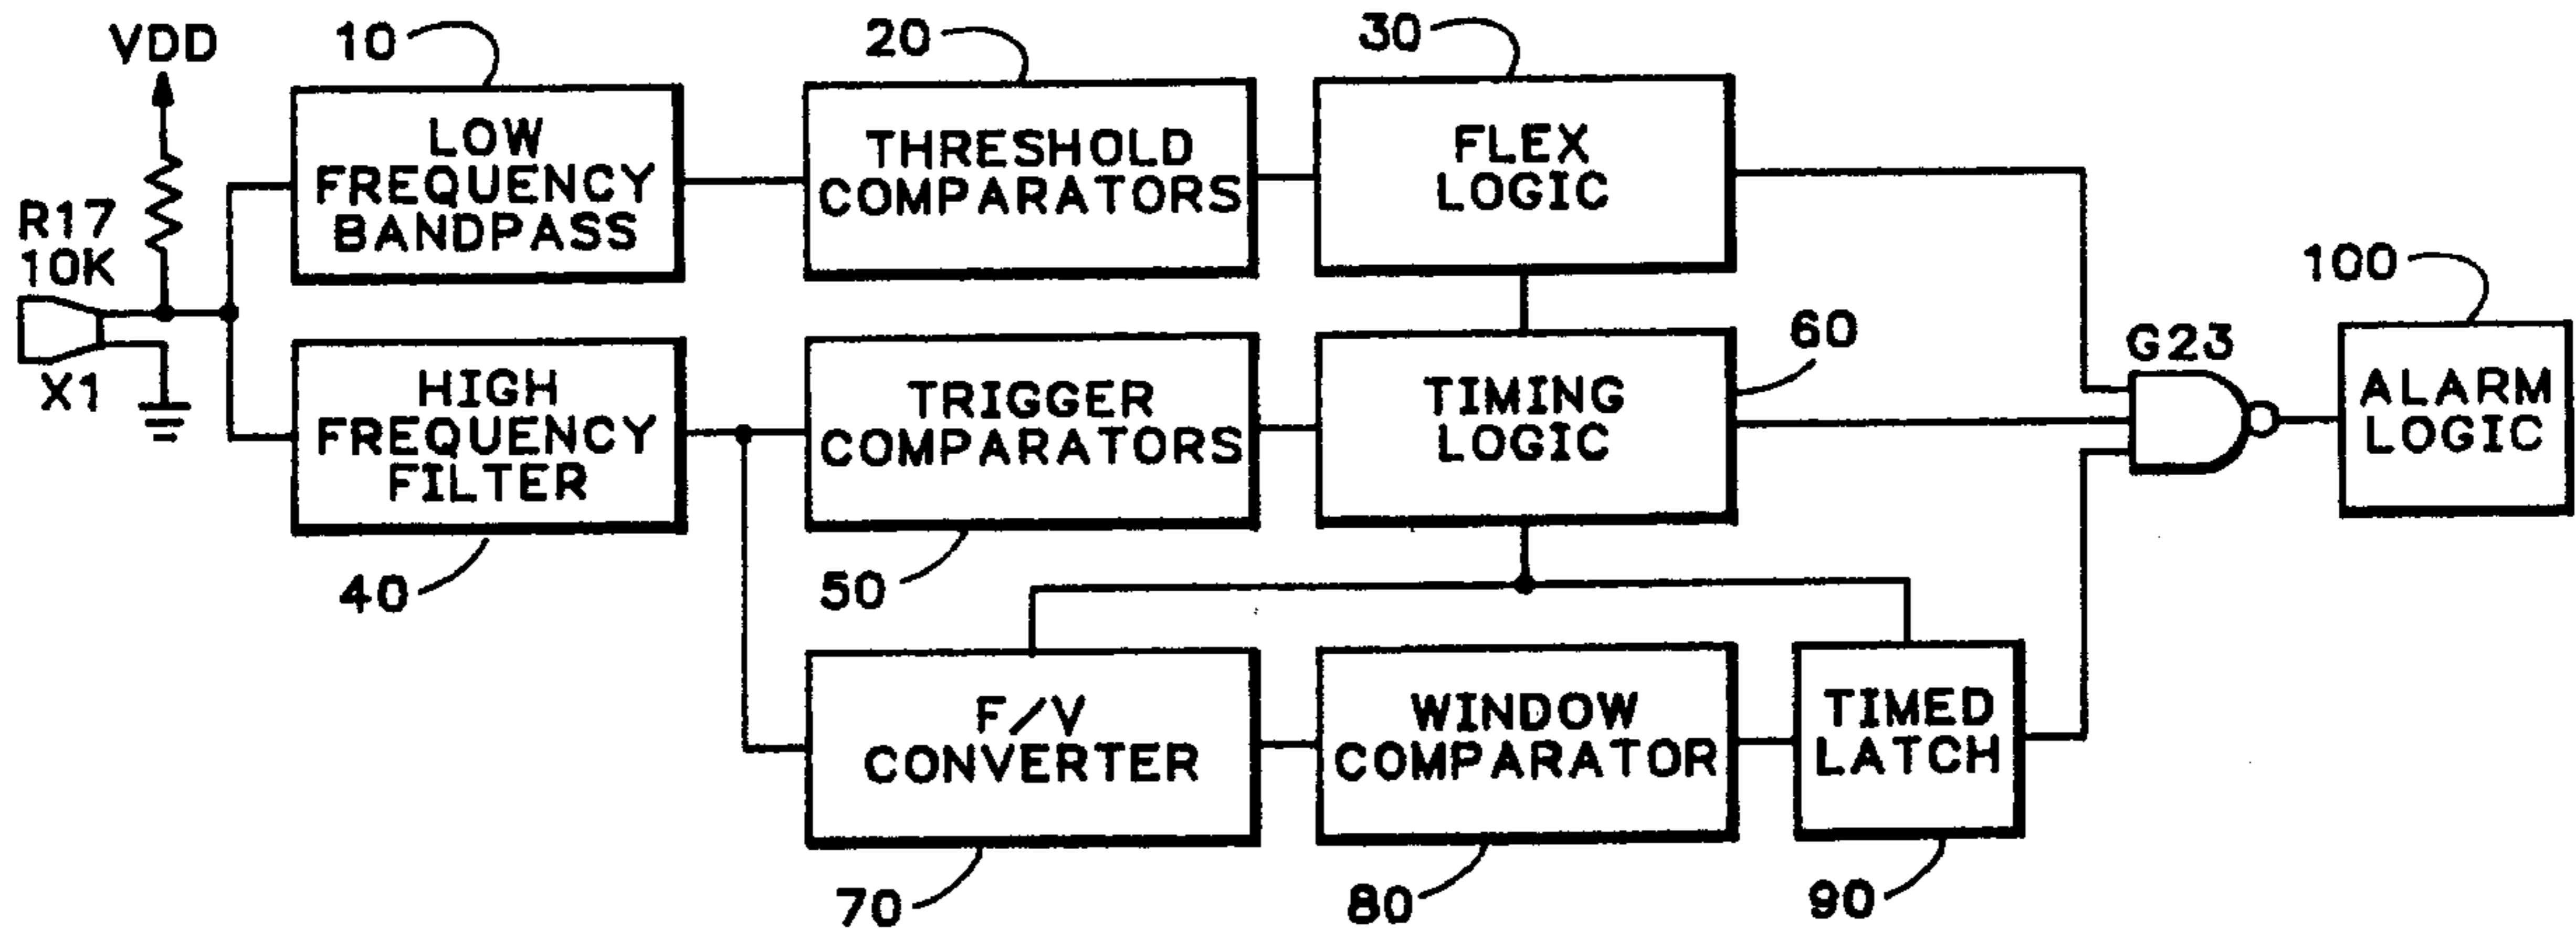 VDD
10
20
30
LOW
FREQUENCY
BANDPASS
THRESHOLD
COMPARATORS
FLEX
LOGIC
R17
10K
X1
100
60
G23
HIGH
FREQUENCY
FILTER
TRIGGER
COMPARATORS
TIMING
LOGIC
ALARM
LOGIC
40
50
F/V
CONVERTER
WINDOW
COMPARATOR
TIMED
LATCH
70
80
90